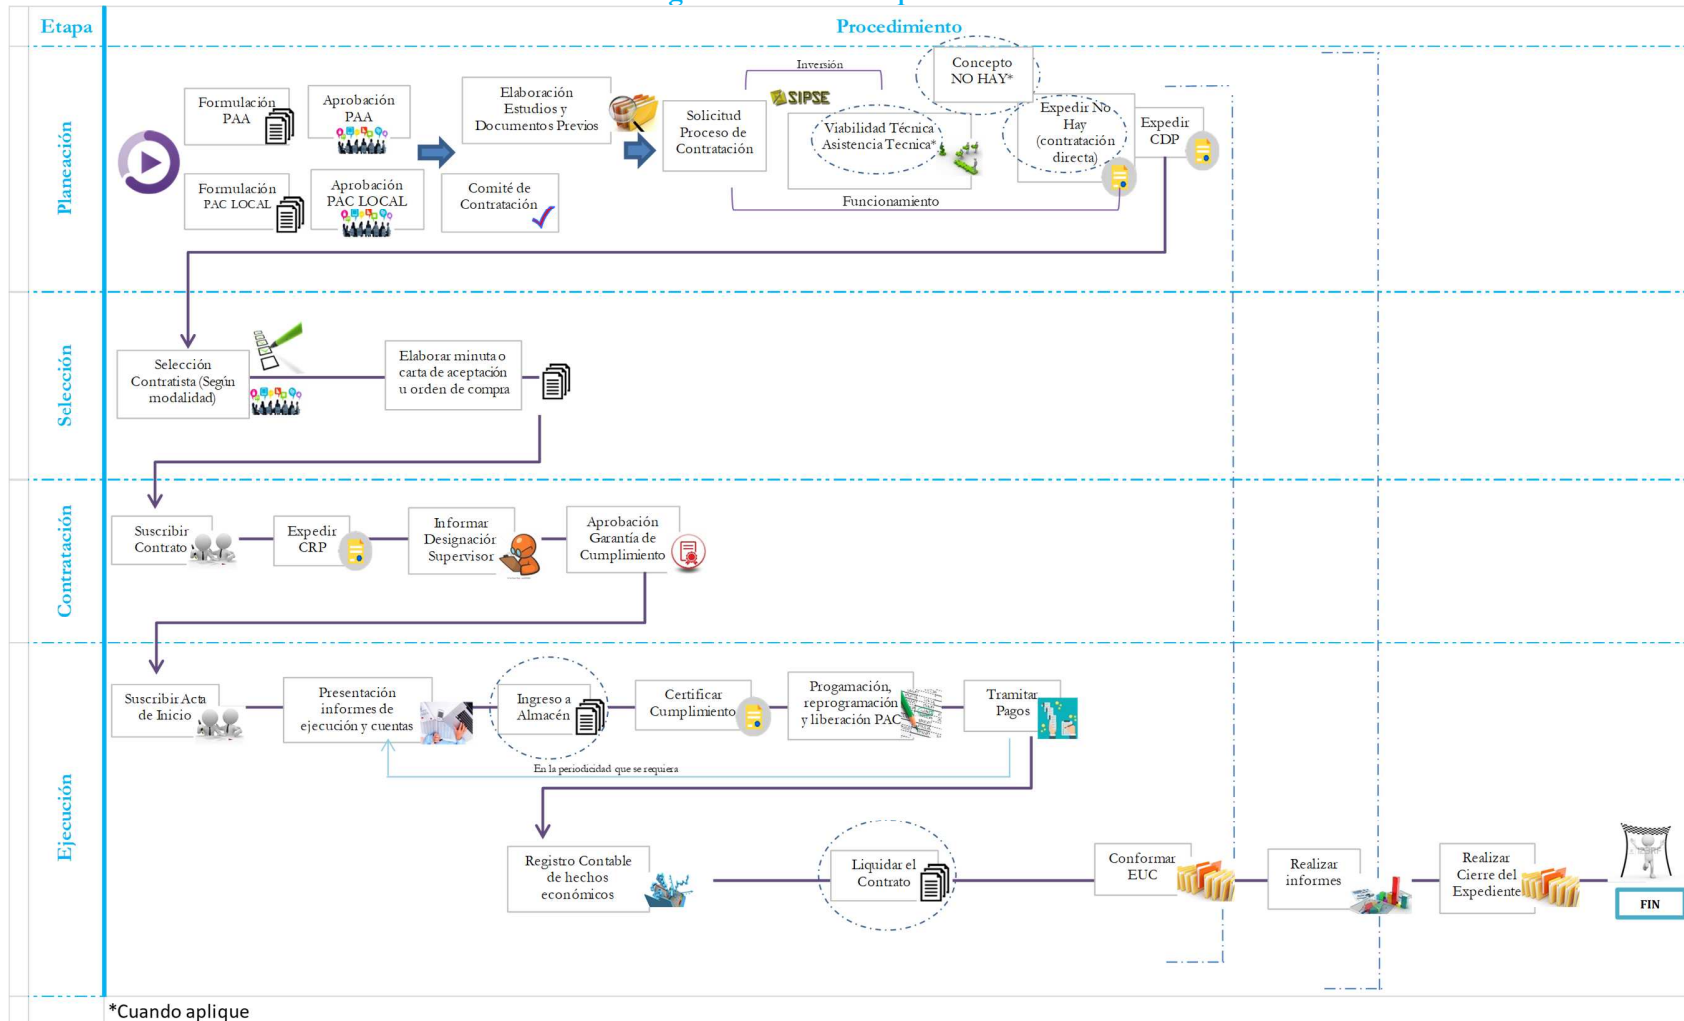 Etapa
Procedimiento
Planeación
Formulación
PAA
Aprobación
PAA
Formulación
PAC LOCAL
Aprobación
PAC LOCAL
Elaboración
Estudios y
Documentos Previos
Comité de
Contratación
Solicitud
Proceso de
Contratación
Inversión
SIPSE
Viabilidad Técnica
Asistencia Tecnica*
Funcionamiento
Concepto
NO HAY*
Expedir No
Hay
(contratación
directa)
Expedir
CDP
Selección
Selección
Contratista (Según
modalidad)
Elaborar minuta o
carta de aceptación
u orden de compra
Contratación
Suscribir
Contrato
Expedir
CRP
Informar
Designación
Supervisor
Aprobación
Garantía de
Cumplimiento
Ejecución
Suscribir Acta
de Inicio
Presentación
informes de
ejecución y cuentas
Ingreso a
Almacén
Certificar
Cumplimiento
Progamación,
reprogramación
y liberación PAC
Tramitar
Pagos
En la periodicidad que se requiera
Registro Contable
de hechos
económicos
Liquidar el
Contrato
Conformar
EUC
Realizar
informes
Realizar
Cierre del
Expediente
FIN
*Cuando aplique